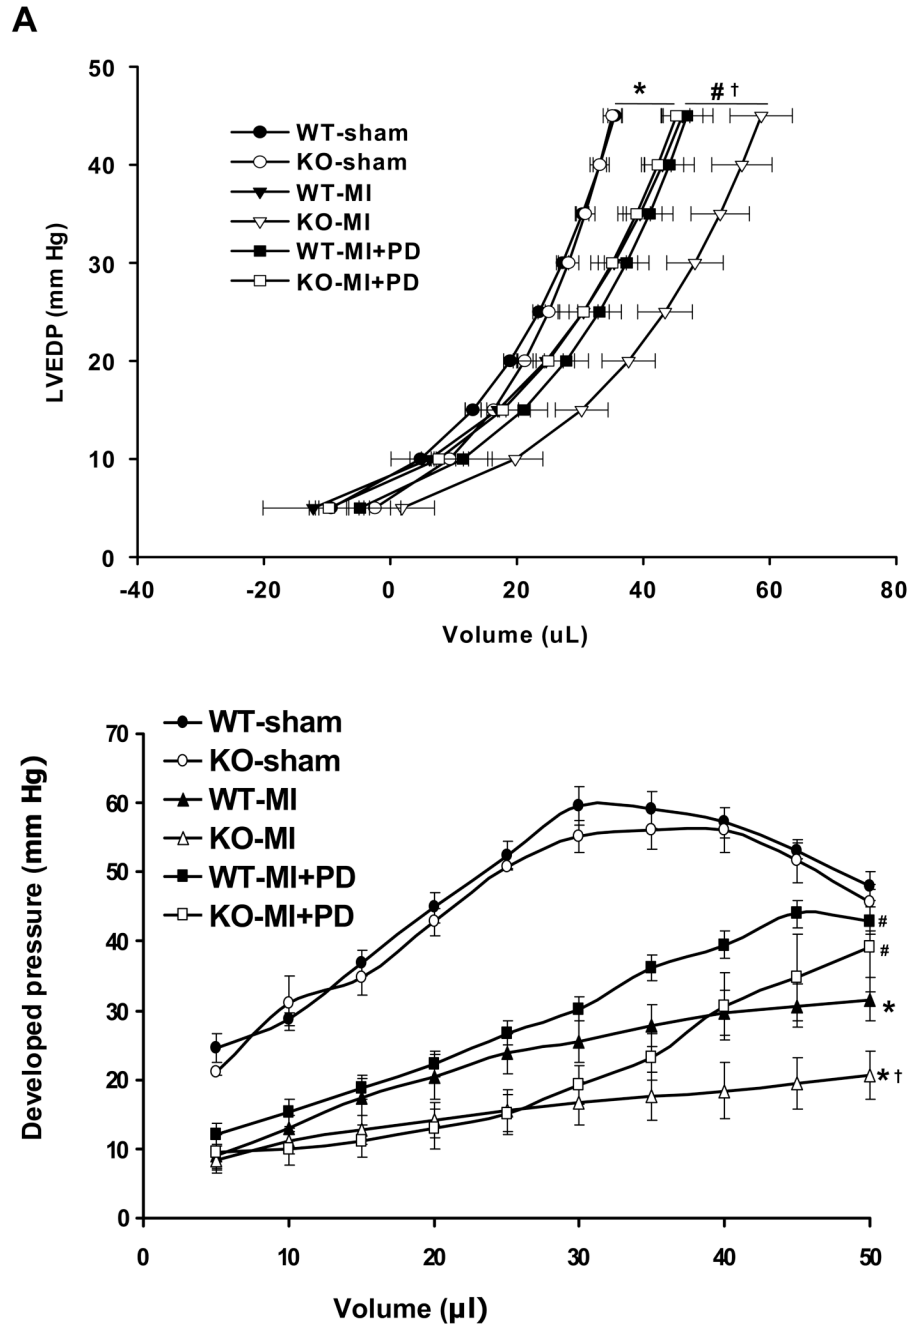 A
50
40
30
20
10
0
LVEDP (mm Hg)
WT-sham
KO-sham
WT-MI
KO-MI
WT-MI+PD
KO-MI+PD
*
# †
-40
-20
0
20
40
60
80
Volume (uL)
70
60
50
40
30
20
10
0
Developed pressure (mm Hg)
WT-sham
KO-sham
WT-MI
KO-MI
WT-MI+PD
KO-MI+PD
#
#
*
* †
0
10
20
30
40
50
Volume (µl)